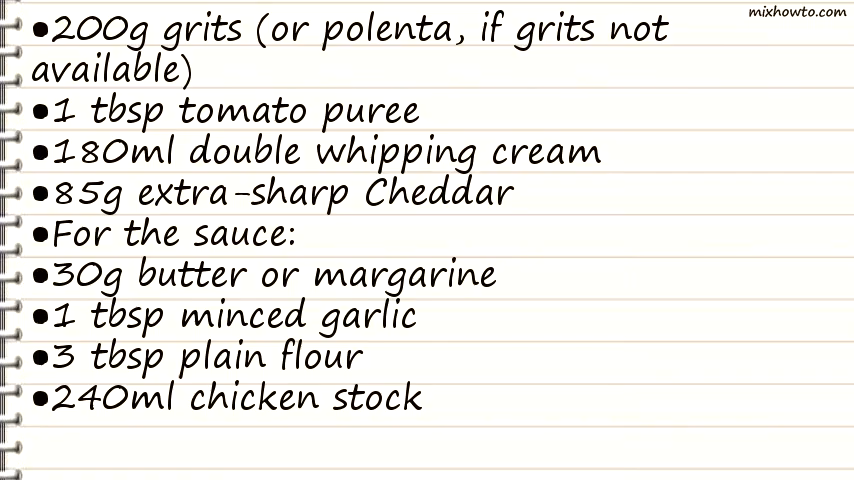 mixhowto.com
●200g grits (or polenta, if grits not
available)
●1 tbsp tomato puree
●180ml double whipping cream
●85g extra-sharp Cheddar
●For the sauce:
●30g butter or margarine
●1 tbsp minced garlic
●3 tbsp plain flour
●240ml chicken stock